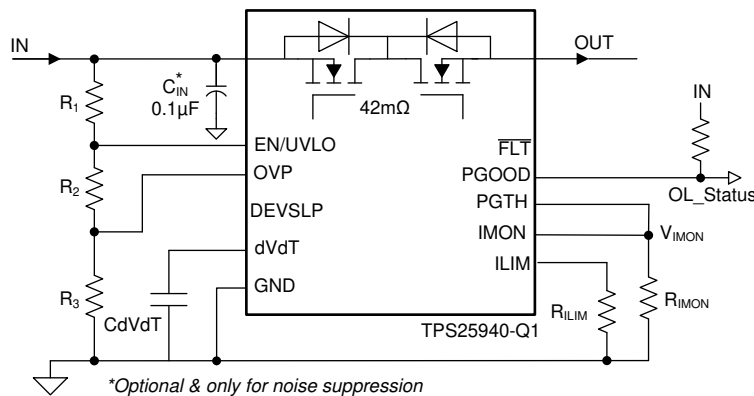 IN
OUT
R1
C*IN
0.1µF
42mΩ
IN
EN/UVLO
FLT
R2
OVP
PGOOD
OL_Status
DEVSLP
PGTH
dVdT
IMON
VIMON
ILIM
R3
GND
CdVdT
RILIM
RIMON
TPS25940-Q1
*Optional & only for noise suppression